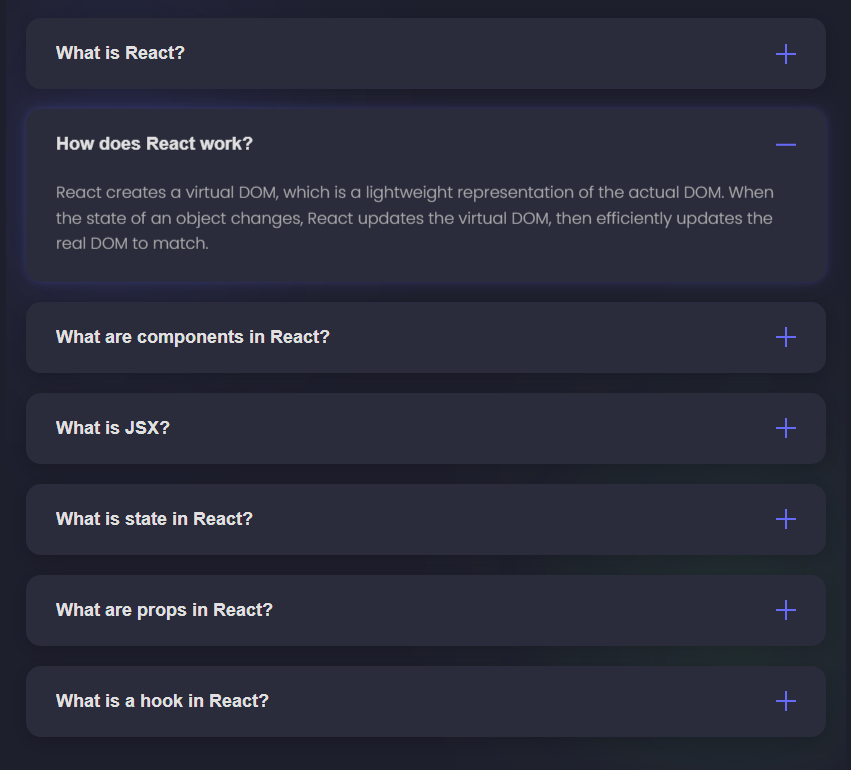 What is React?
How does React work?
React creates a virtual DOM, which is a lightweight representation of the actual DOM. When
the state of an object changes, React updates the virtual DOM, then efficiently updates the
real DOM to match.
What are components in React?
What is JSX?
What is state in React?
What are props in React?
What is a hook in React?